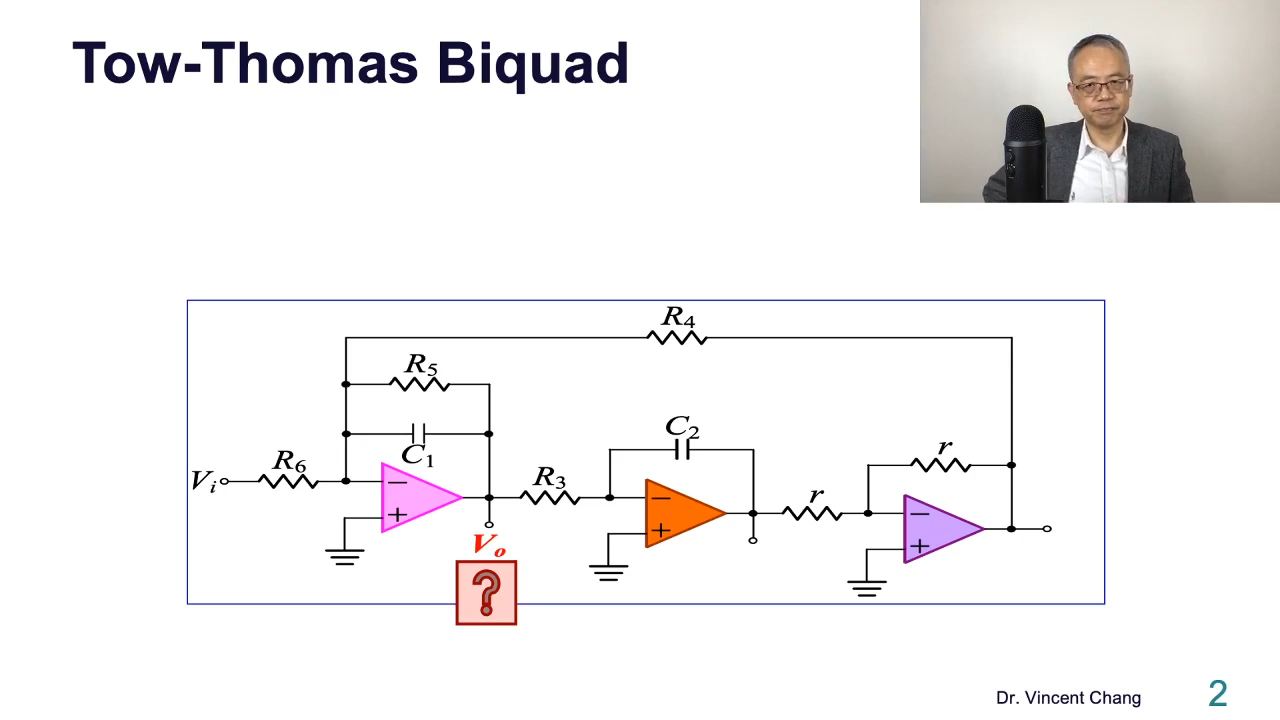 Tow-Thomas Biquad
R4
R5
C1
C2
R6
Vi
R3
r
r
−
+
−
+
−
+
Vo
?
Dr. Vincent Chang
2